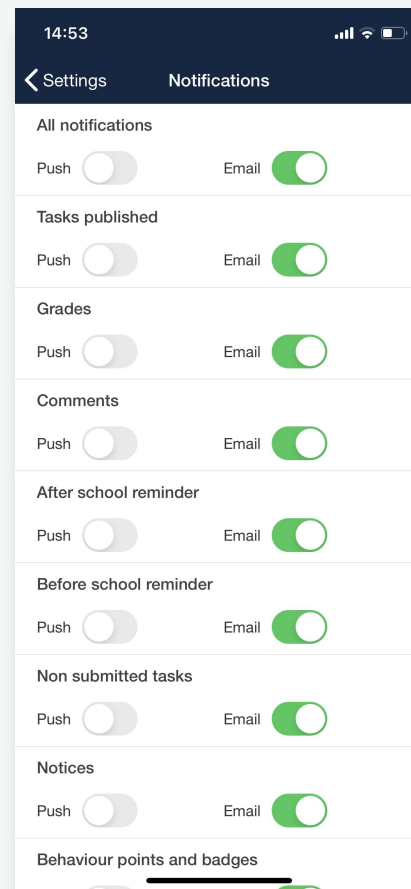 14:53
Settings Notifications
All notifications
Push Email
Tasks published
Push Email
Grades
Push Email
Comments
Push Email
After school reminder
Push Email
Before school reminder
Push Email
Non submitted tasks
Push Email
Notices
Push Email
Behaviour points and badges